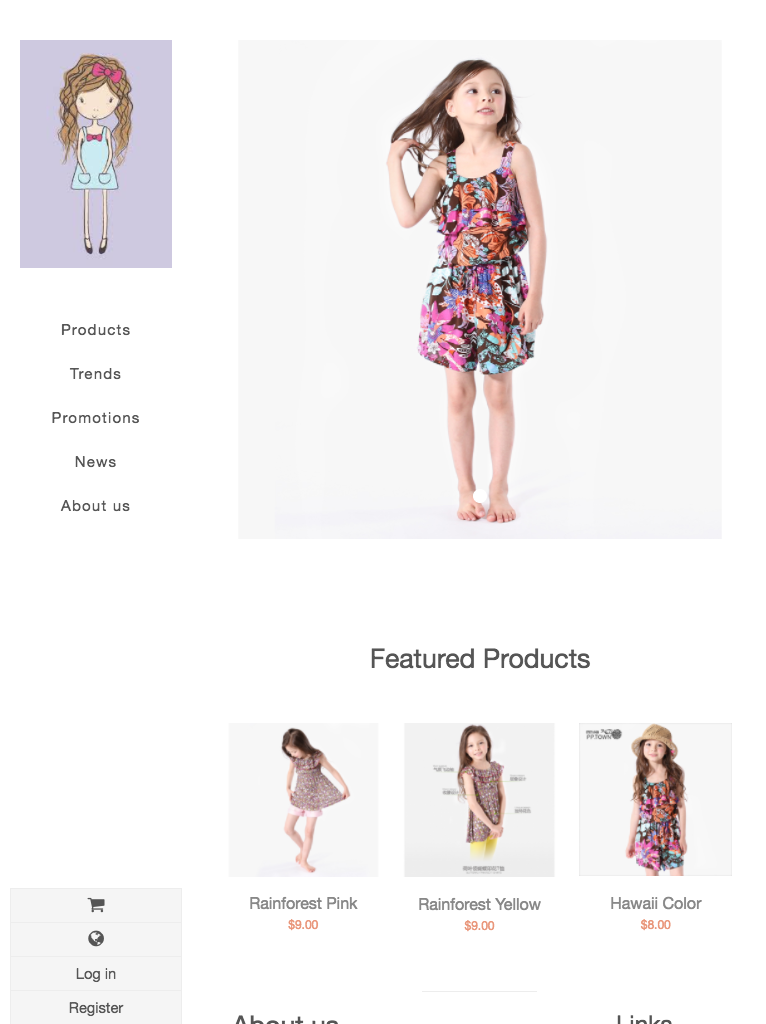 Products
Trends
Promotions
News
About us
Featured Products
PPTOWN
Rainforest Pink
$9.00
Rainforest Yellow
$9.00
Hawaii Color
$8.00
Log in
Register
About us
Links